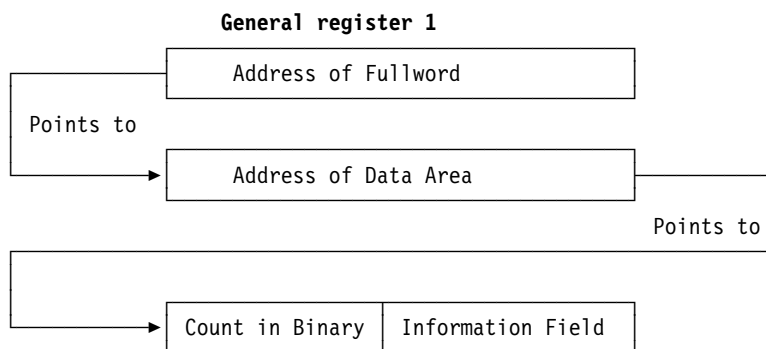 General register 1
Address of Fullword
Points to
Address of Data Area
Points to
Count in Binary Information Field